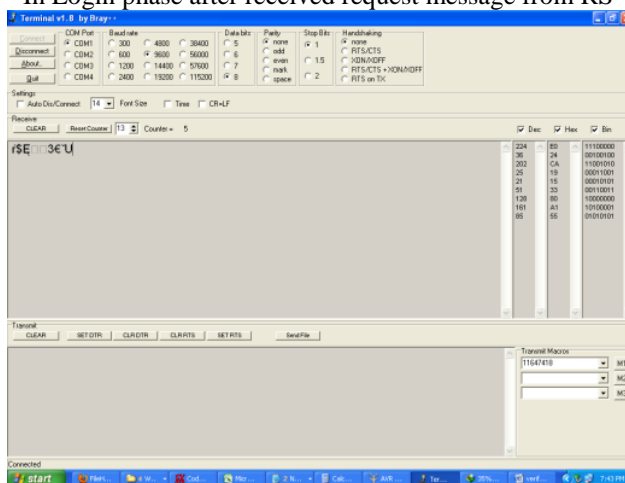 In Login phase after received request message from RS
Terminal v1.8 by Bray++
Connect
Disconnect
About..
Quit
COM Port
COM1
COM2
COM3
COM4
Baud rate
300 4800 38400
600 9600 56000
1200 14400 57600
2400 19200 115200
Data bits
5
6
7
8
Parity
none
odd
even
mark
space
Stop Bits
1
1.5
2
Handshaking
none
RTS/CTS
XON/XOFF
RTS/CTS + XON/XOFF
RTS on TX
Settings
Auto Dis/Connect 14 Font Size Time CR=LF
Receive
CLEAR Reset Counter 13 Counter = 5 Dec Hex Bin
224 E0 11100000
36 24 00100100
202 CA 11001010
25 19 00011001
21 15 00010101
51 33 00110011
128 80 10000000
161 A1 10100001
85 55 01010101
Transmit
CLEAR SET DTR CLR DTR CLR RTS SET RTS Send File
Transmit Macros
11647418 M1
M2
M3
Connected
start 35% 7:43 PM